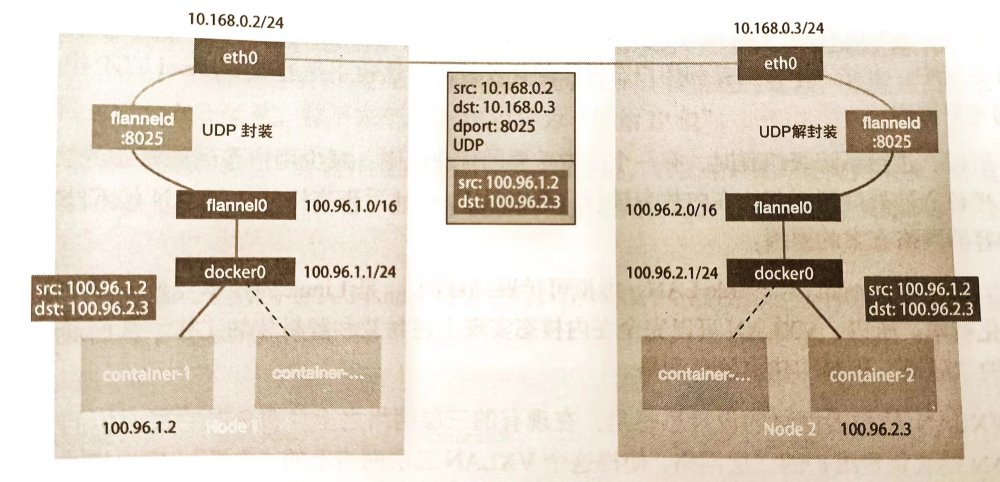 10.168.0.2/24
eth0
flanneld
:8025
UDP 封装
flannel0
100.96.1.0/16
docker0
100.96.1.1/24
src: 100.96.1.2
dst: 100.96.2.3
container-1
container-...
100.96.1.2
Node 1
src: 10.168.0.2
dst: 10.168.0.3
dport: 8025
UDP
src: 100.96.1.2
dst: 100.96.2.3
10.168.0.3/24
eth0
UDP解封装
flanneld
:8025
100.96.2.0/16
flannel0
100.96.2.1/24
docker0
src: 100.96.1.2
dst: 100.96.2.3
container-...
container-2
Node 2
100.96.2.3